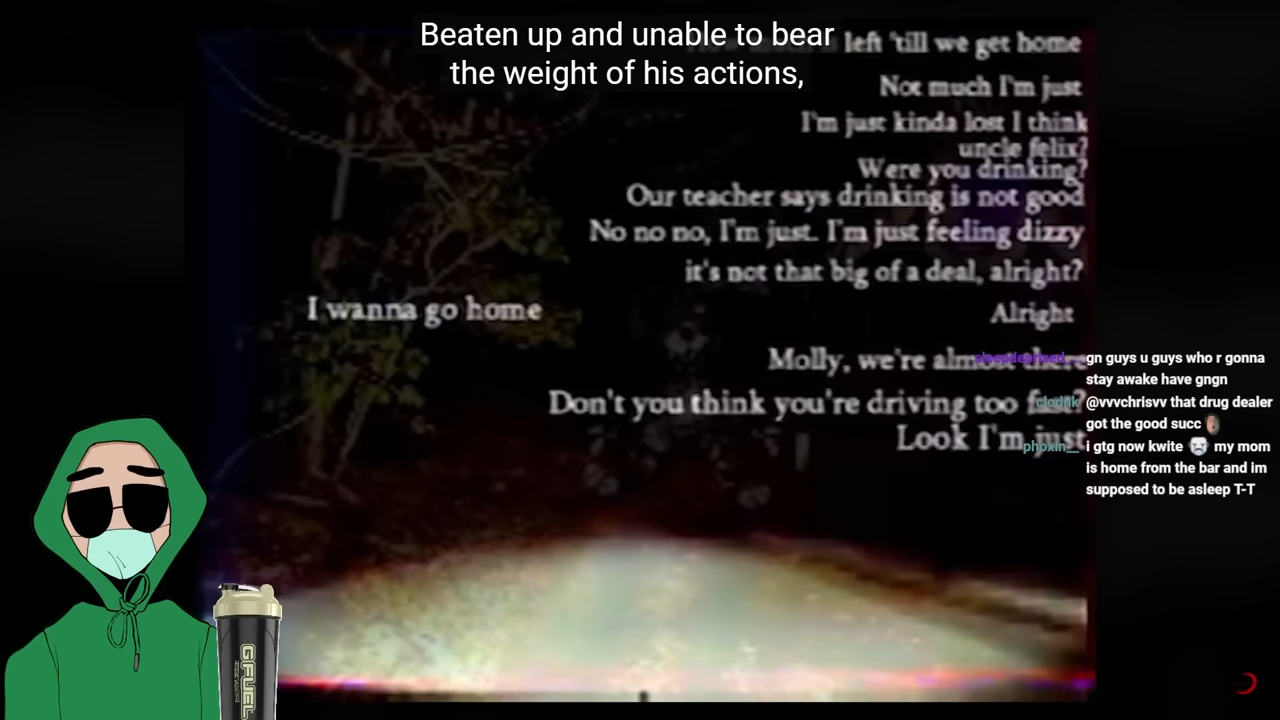 Beaten up and unable to bear
the weight of his actions,
left 'till we get home
Not much I'm just
I'm just kinda lost I think
uncle felix?
Were you drinking?
Our teacher says drinking is not good
No no no, I'm just. I'm just feeling dizzy
it's not that big of a deal, alright?
I wanna go home
Alright
Molly, we're almost there
Don't you think you're driving too
Look I'm just
gn guys u guys who r gonna
stay awake have gngn
clodnk @vvvchrisvv that drug dealer
got the good succ
phoxin__ i gtg now kwite my mom
is home from the bar and im
supposed to be asleep T-T
G FUEL